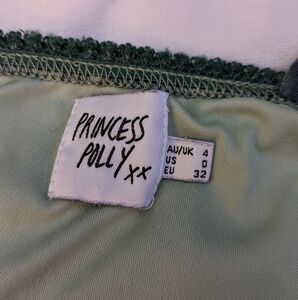 PRINCESS
POLLY
xx
AU/UK 4
US 0
EU 32